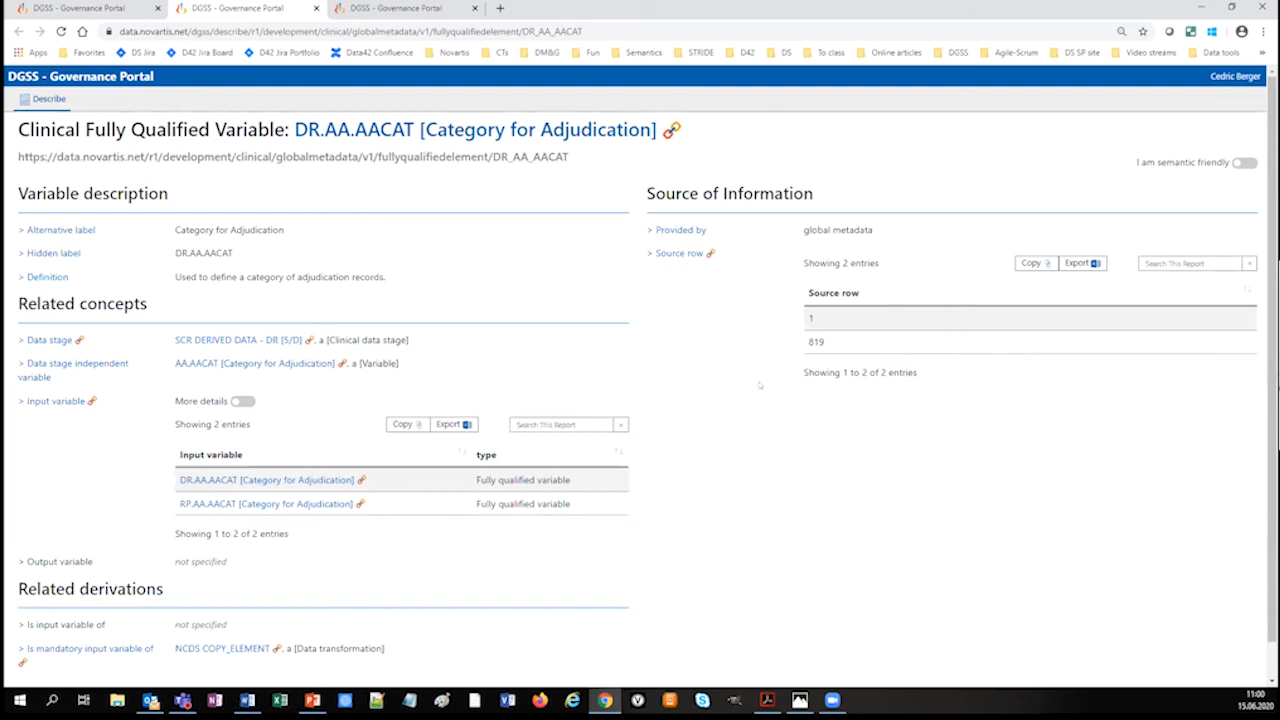 DGSS - Governance Portal
DGSS - Governance Portal
DGSS - Governance Portal
data.novartis.net/dgss/describe/r1/development/clinical/globalmetadata/v1/fullyqualifiedelement/DR_AA_AACAT
Apps Favorites DS Jira D42 Jira Board D42 Jira Portfolio Data42 Confluence Novartis CTs DM&G Fun Semantics STRIDE D42 DS To class Online articles DGSS Agile-Scrum DS SP site Video streams Data tools
DGSS - Governance Portal
Cedric Berger
Describe
Clinical Fully Qualified Variable: DR.AA.AACAT [Category for Adjudication]
https://data.novartis.net/r1/development/clinical/globalmetadata/v1/fullyqualifiedelement/DR_AA_AACAT
I am semantic friendly
Variable description
> Alternative label Category for Adjudication
> Hidden label DR.AA.AACAT
> Definition Used to define a category of adjudication records.
Related concepts
> Data stage SCR DERIVED DATA - DR [S/D] , a [Clinical data stage]
> Data stage independent variable AA.AACAT [Category for Adjudication] , a [Variable]
> Input variable More details
Showing 2 entries Copy Export Search This Report ×
Input variable type
DR.AA.AACAT [Category for Adjudication] Fully qualified variable
RP.AA.AACAT [Category for Adjudication] Fully qualified variable
Showing 1 to 2 of 2 entries
> Output variable not specified
Related derivations
> Is input variable of not specified
> Is mandatory input variable of NCDS COPY_ELEMENT , a [Data transformation]
Source of Information
> Provided by global metadata
> Source row Showing 2 entries Copy Export Search This Report ×
Source row
1
819
Showing 1 to 2 of 2 entries
11:00
15.06.2020